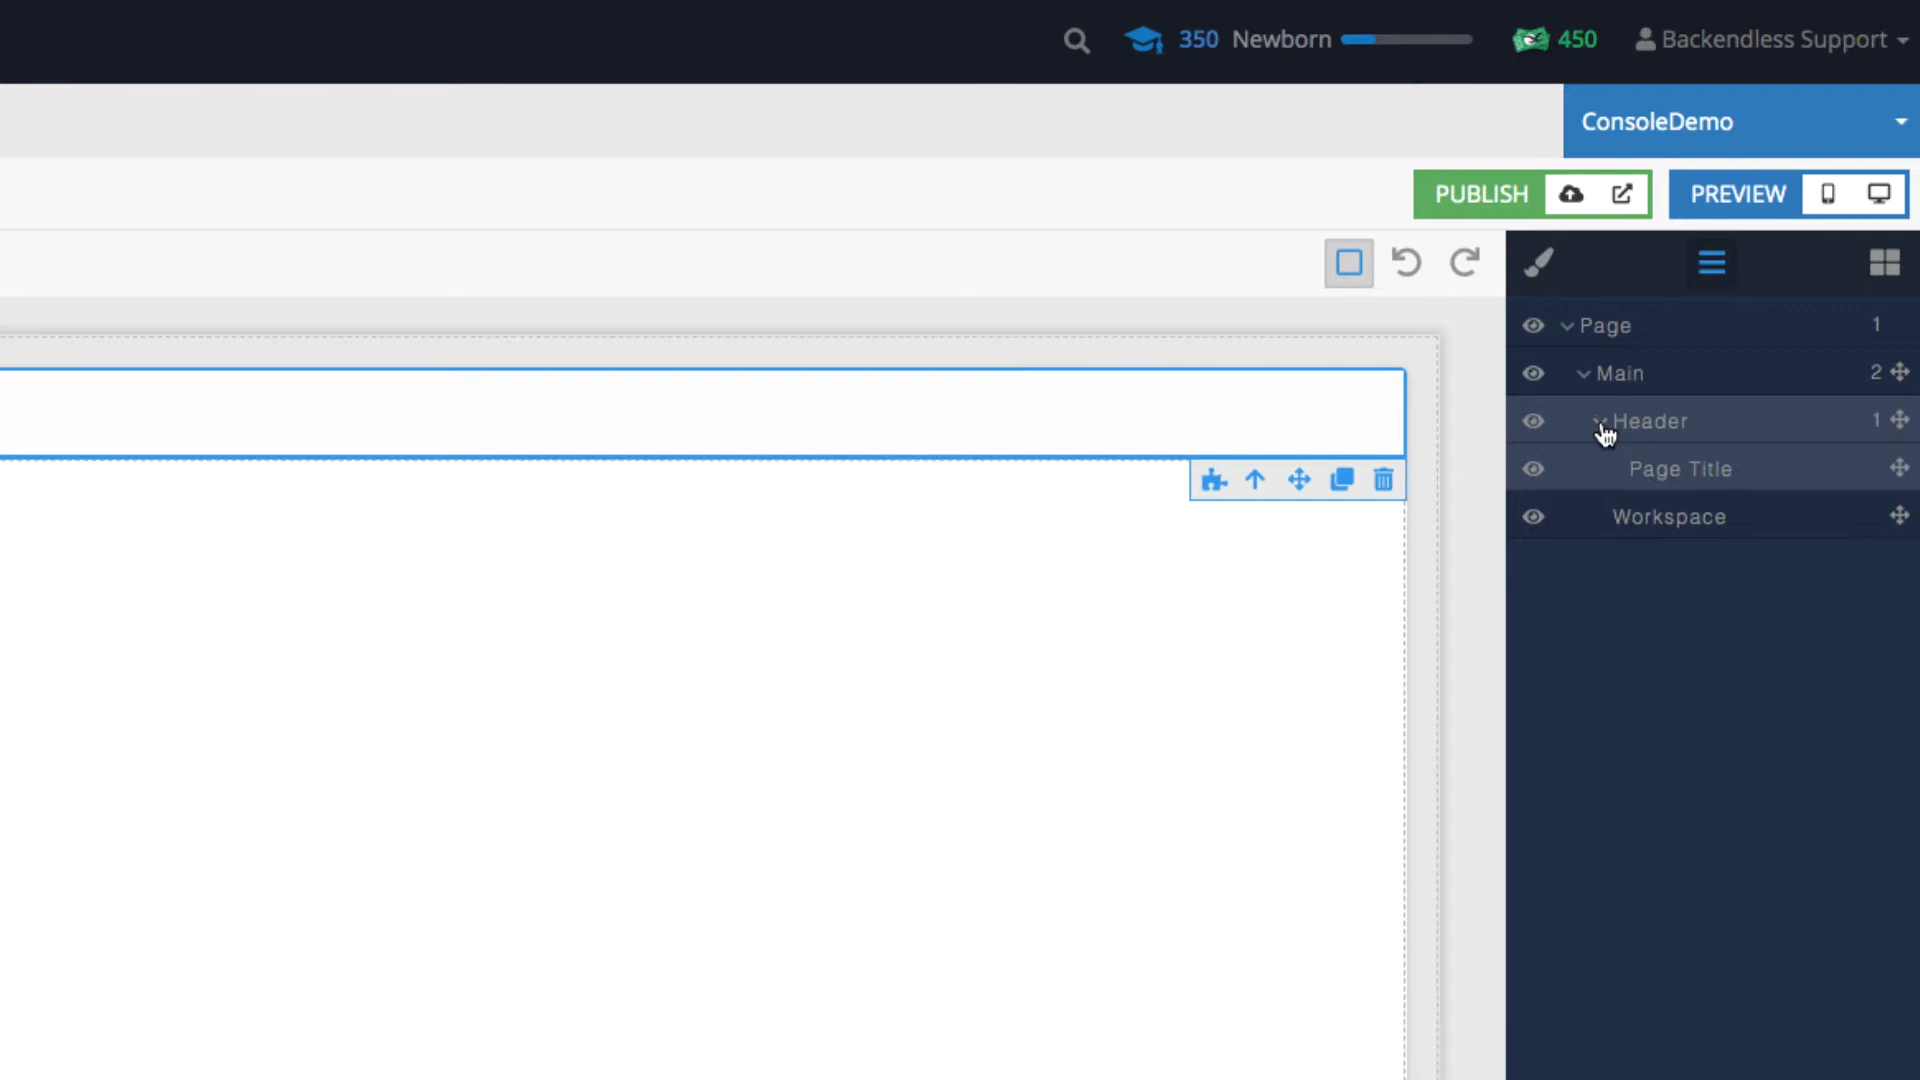 350 Newborn 450 Backendless Support
ConsoleDemo
PUBLISH PREVIEW
Page 1
Main 2
Header 1
Page Title
Workspace